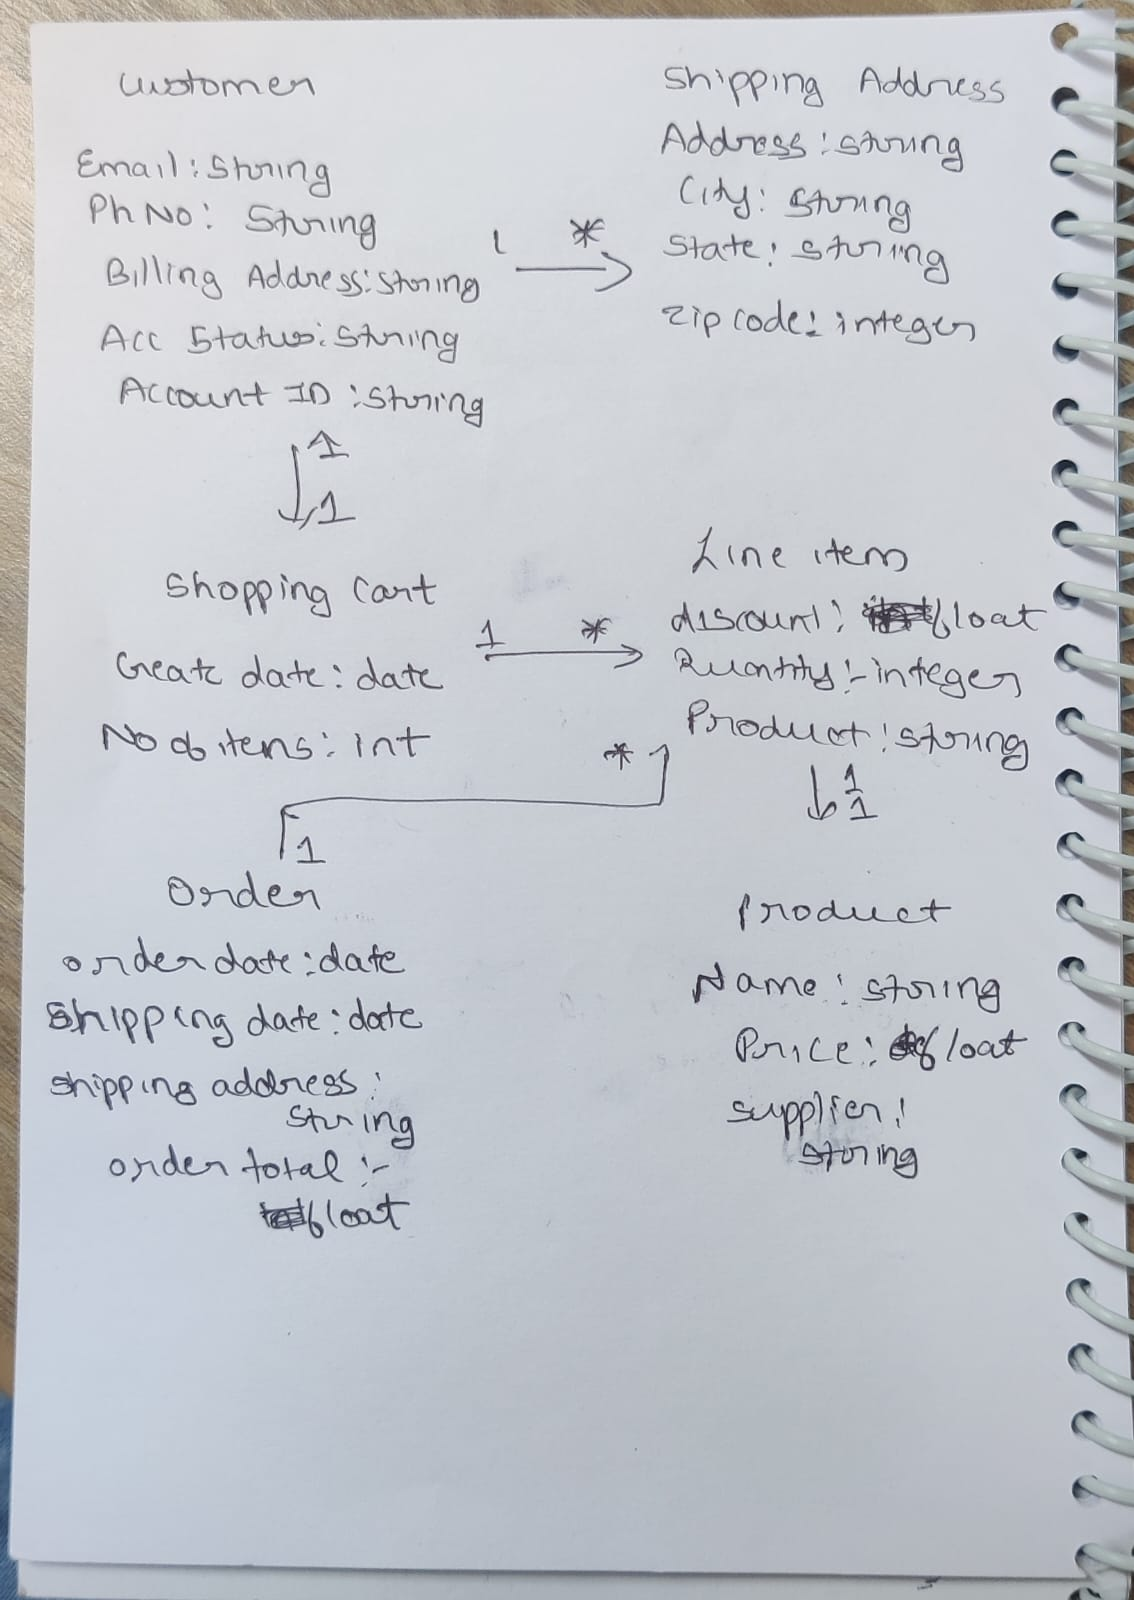 Customer
Email: String
Ph No: String
Billing Address: String
Acc Status: String
Account ID: String
1 *
Shipping Address
Address: string
City: string
State: string
Zip code: integer
1
1
Shopping Cart
Create date: date
No of items: int
1 *
Line item
discount: float
Quantity:- integer
Product: string
*
1
1
1
Order
order date: date
Shipping date: date
shipping address:
String
order total:-
float
Product
Name: string
Price: float
supplier:
string